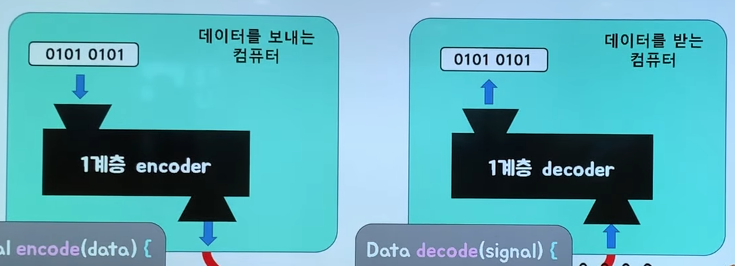 데이터를 보내는
컴퓨터
0101 0101
1계층 encoder
encode(data) {
데이터를 받는
컴퓨터
0101 0101
1계층 decoder
Data decode(signal) {